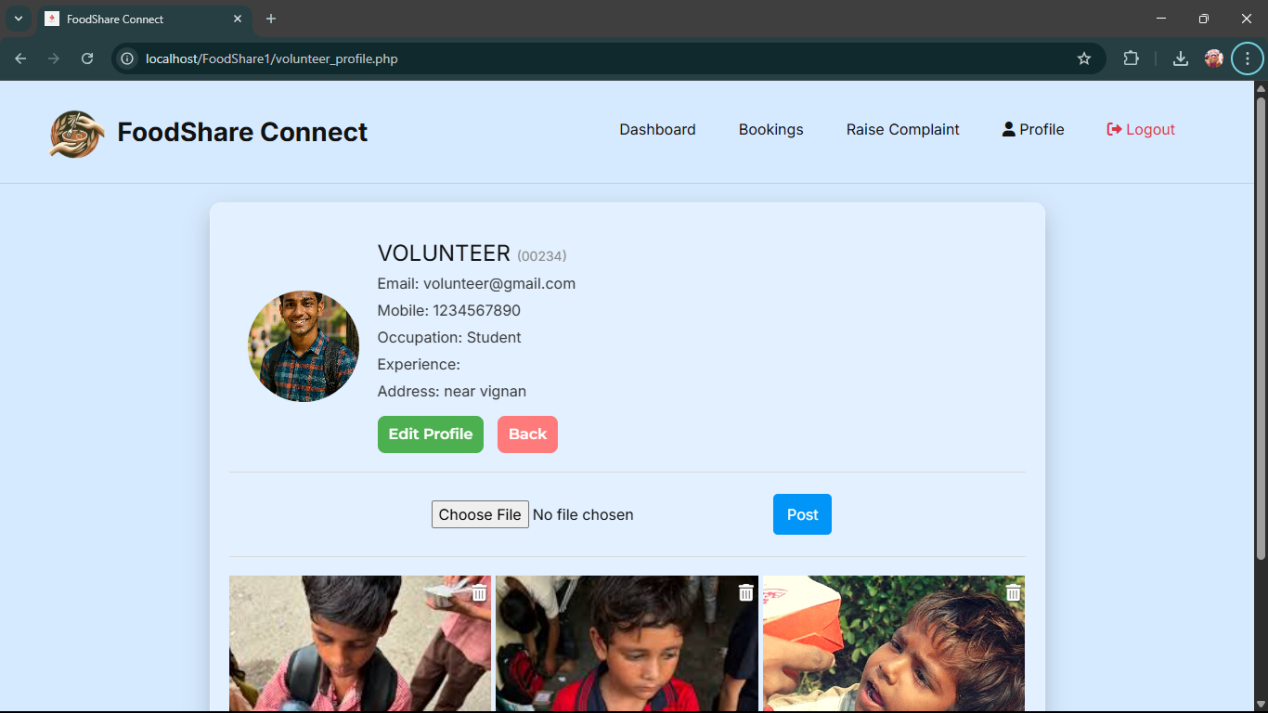 FoodShare Connect
localhost/FoodShare1/volunteer_profile.php
FoodShare Connect
Dashboard Bookings Raise Complaint Profile Logout
VOLUNTEER (00234)
Email: volunteer@gmail.com
Mobile: 1234567890
Occupation: Student
Experience:
Address: near vignan
Edit Profile Back
Choose File No file chosen Post